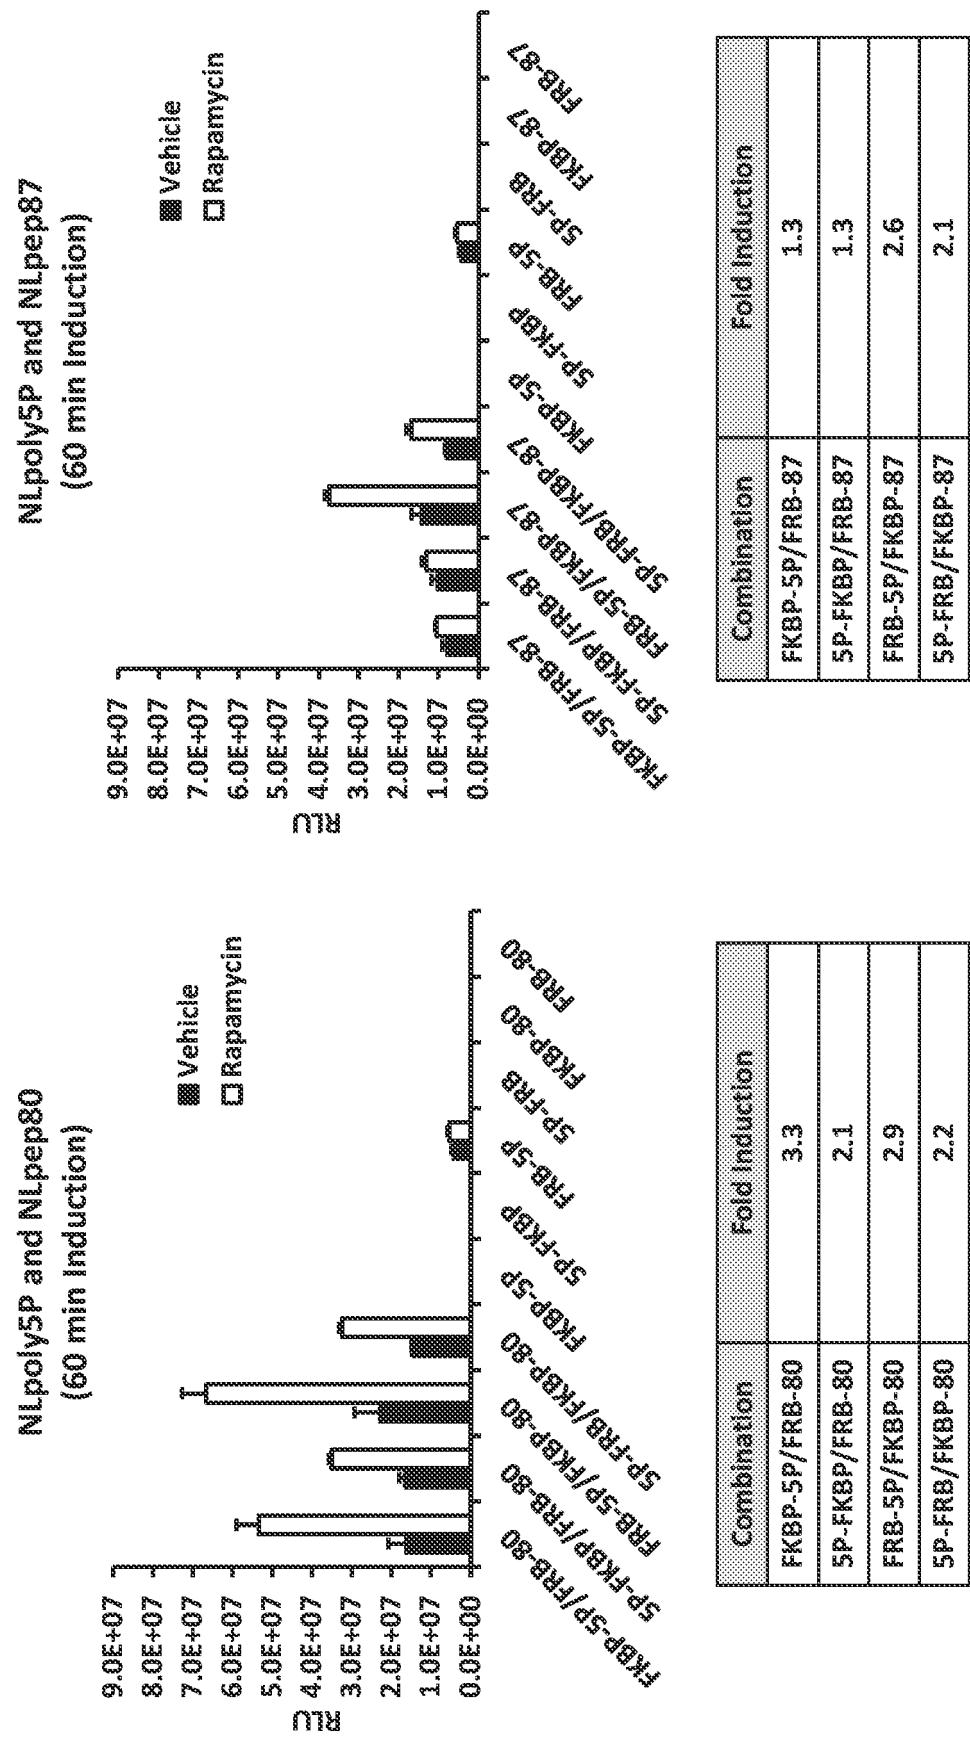 NLpoly5P and NLpep80
(60 min Induction)
Vehicle
Rapamycin
RLU
9.0E+07
8.0E+07
7.0E+07
6.0E+07
5.0E+07
4.0E+07
3.0E+07
2.0E+07
1.0E+07
0.0E+00
FKBP-5P/FRB-80
5P-FKBP/FRB-80
FRB-5P/FKBP-80
5P-FRB/FKBP-80
FKBP-5P
5P-FKBP
FRB-5P
5P-FRB
FKBP-80
FRB-80
Combination Fold Induction
FKBP-5P/FRB-80 3.3
5P-FKBP/FRB-80 2.1
FRB-5P/FKBP-80 2.9
5P-FRB/FKBP-80 2.2
NLpoly5P and NLpep87
(60 min Induction)
Vehicle
Rapamycin
RLU
9.0E+07
8.0E+07
7.0E+07
6.0E+07
5.0E+07
4.0E+07
3.0E+07
2.0E+07
1.0E+07
0.0E+00
FKBP-5P/FRB-87
5P-FKBP/FRB-87
FRB-5P/FKBP-87
5P-FRB/FKBP-87
FKBP-5P
5P-FKBP
FRB-5P
5P-FRB
FKBP-87
FRB-87
Combination Fold Induction
FKBP-5P/FRB-87 1.3
5P-FKBP/FRB-87 1.3
FRB-5P/FKBP-87 2.6
5P-FRB/FKBP-87 2.1